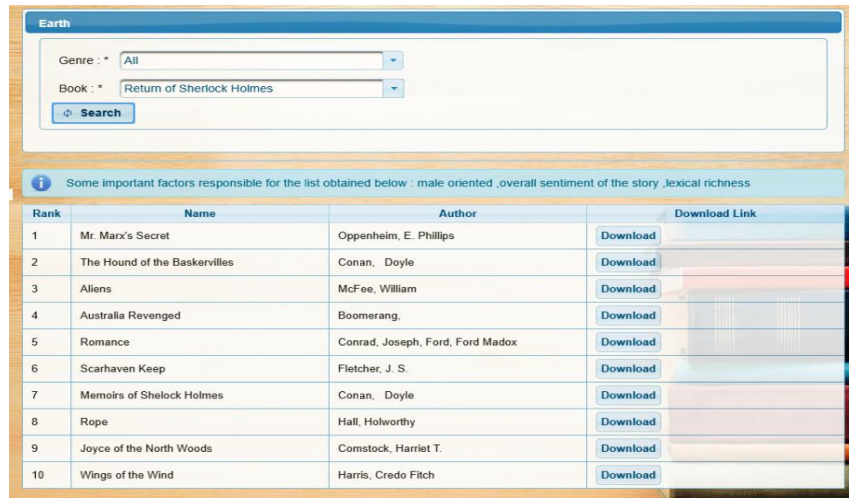 Earth
Genre : * All
Book : * Return of Sherlock Holmes
Search
Some important factors responsible for the list obtained below : male oriented ,overall sentiment of the story ,lexical richness
Rank Name Author Download Link
1 Mr. Marx's Secret Oppenheim, E. Phillips Download
2 The Hound of the Baskervilles Conan, Doyle Download
3 Aliens McFee, William Download
4 Australia Revenged Boomerang, Download
5 Romance Conrad, Joseph, Ford, Ford Madox Download
6 Scarhaven Keep Fletcher, J. S. Download
7 Memoirs of Shelock Holmes Conan, Doyle Download
8 Rope Hall, Holworthy Download
9 Joyce of the North Woods Comstock, Harriet T. Download
10 Wings of the Wind Harris, Credo Fitch Download